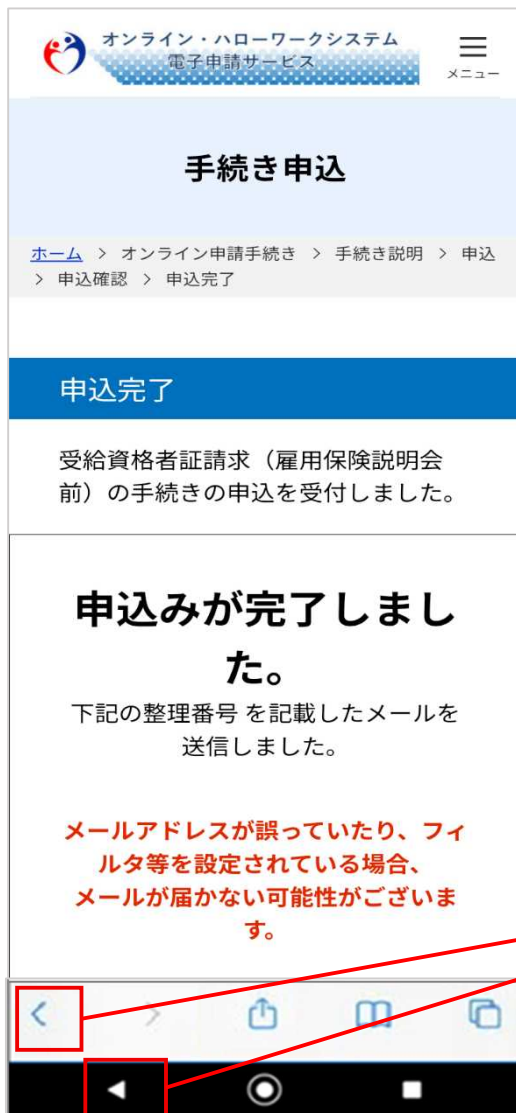 オンライン・ハローワークシステム
電子申請サービス
メニュー
手続き申込
ホーム > オンライン申請手続き > 手続き説明 > 申込
> 申込確認 > 申込完了
申込完了
受給資格者証請求（雇用保険説明会
前）の手続きの申込を受付しました。
申込みが完了しまし
た。
下記の整理番号 を記載したメールを
送信しました。
メールアドレスが誤っていたり、フィ
ルタ等を設定されている場合、
メールが届かない可能性がございま
す。